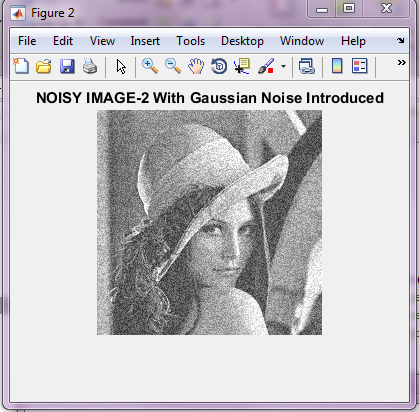 Figure 2
File Edit View Insert Tools Desktop Window Help
NOISY IMAGE-2 With Gaussian Noise Introduced